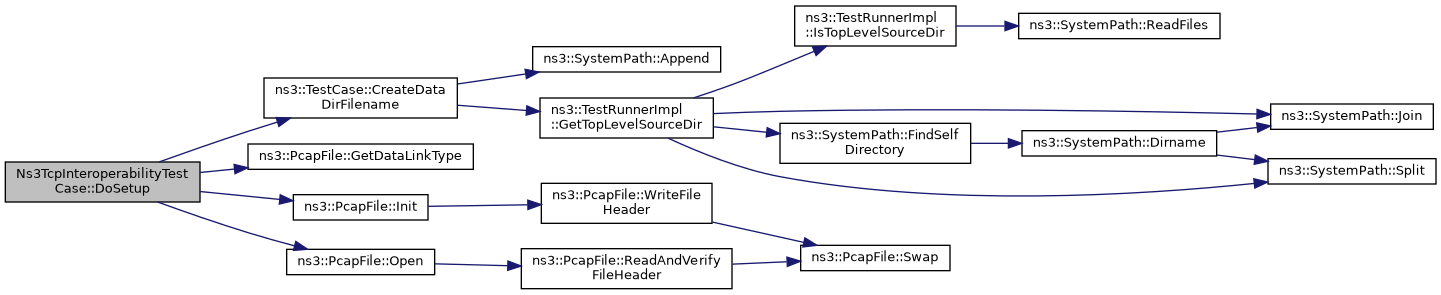 Ns3TcpInteroperabilityTest
Case::DoSetup
ns3::TestCase::CreateData
DirFilename
ns3::PcapFile::GetDataLinkType
ns3::PcapFile::Init
ns3::PcapFile::Open
ns3::SystemPath::Append
ns3::TestRunnerImpl
::GetTopLevelSourceDir
ns3::PcapFile::WriteFile
Header
ns3::PcapFile::ReadAndVerify
FileHeader
ns3::TestRunnerImpl
::IsTopLevelSourceDir
ns3::SystemPath::FindSelf
Directory
ns3::PcapFile::Swap
ns3::SystemPath::ReadFiles
ns3::SystemPath::Dirname
ns3::SystemPath::Join
ns3::SystemPath::Split